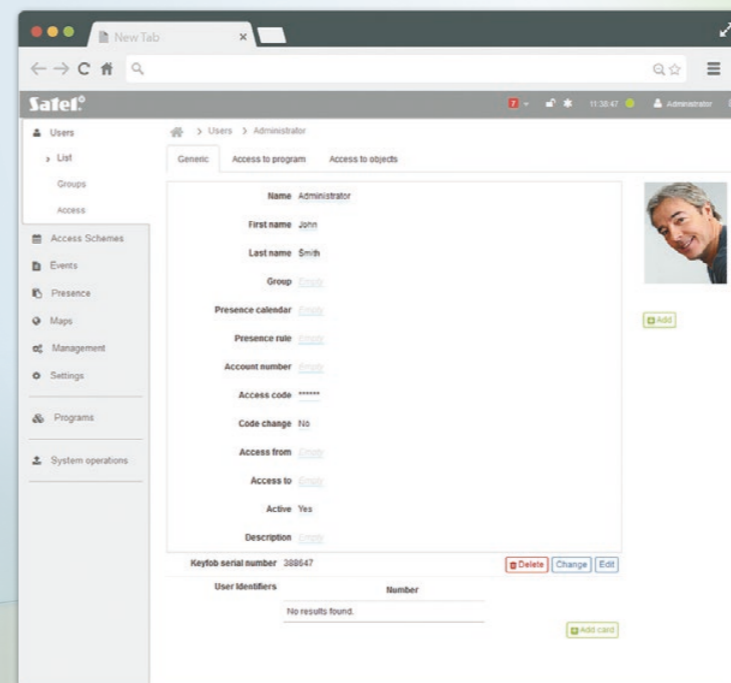 New Tab
Satel
7
11:38:47
Administrator
Users
List
Groups
Access
Access Schemes
Events
Presence
Maps
Management
Settings
Programs
System operations
> Users > Administrator
Generic Access to program Access to objects
Name Administrator
First name John
Last name Smith
Group Empty
Presence calendar Empty
Presence rule Empty
Account number Empty
Access code ******
Code change No
Access from Empty
Access to Empty
Active Yes
Description Empty
Keyfob serial number 388647
Delete Change Edit
User Identifiers
Number
No results found.
Add card
Add